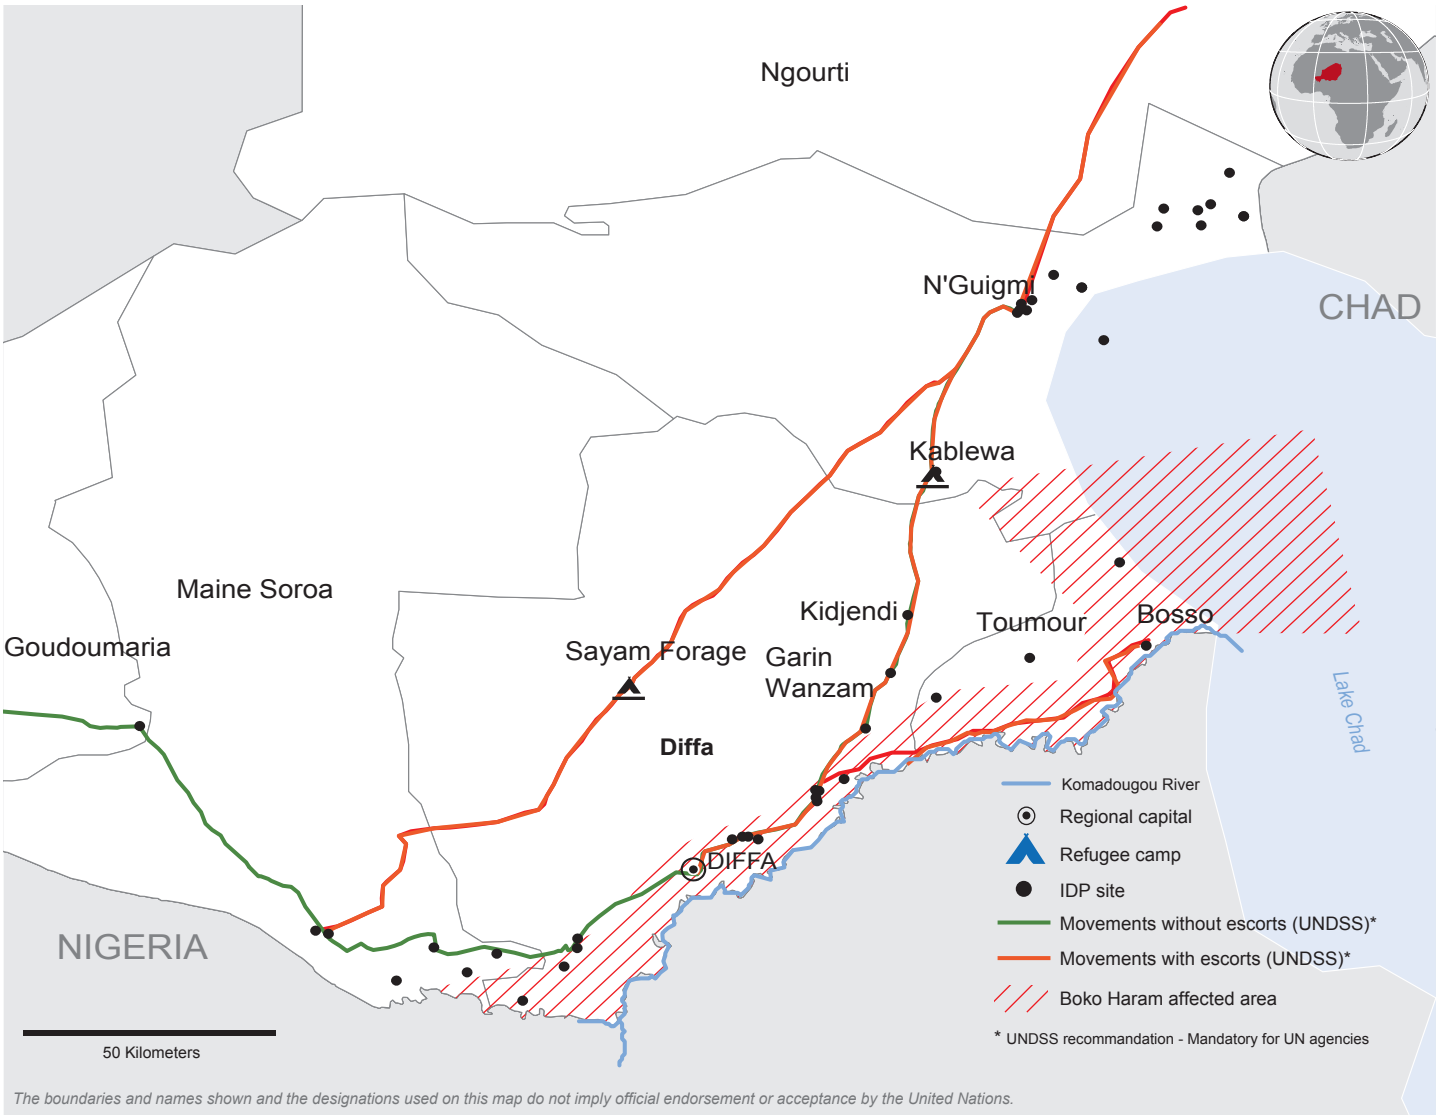 Ngourti
N'Guigmi
CHAD
Kablewa
Maine Soroa
Kidjendi
Toumour
Bosso
Goudoumaria
Sayam Forage
Garin
Wanzam
Lake Chad
Diffa
DIFFA
NIGERIA
Komadougou River
Regional capital
Refugee camp
IDP site
Movements without escorts (UNDSS)*
Movements with escorts (UNDSS)*
Boko Haram affected area
* UNDSS recommandation - Mandatory for UN agencies
50 Kilometers
The boundaries and names shown and the designations used on this map do not imply official endorsement or acceptance by the United Nations.